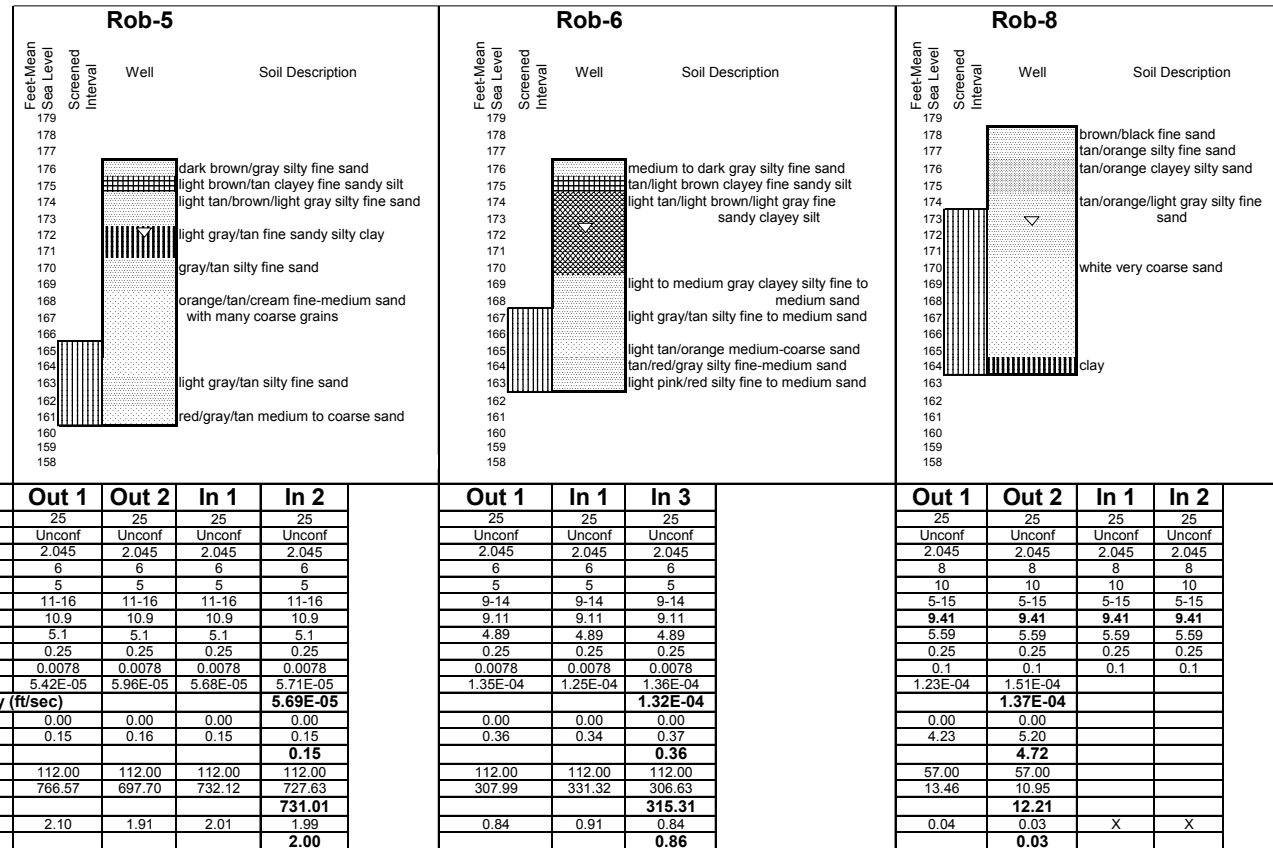 Rob-5
Feet-Mean Sea Level
Screened Interval
Well
Soil Description
179
178
177
176
175
174
173
172
171
170
169
168
167
166
165
164
163
162
161
160
159
158
dark brown/gray silty fine sand
light brown/tan clayey fine sandy silt
light tan/brown/light gray silty fine sand
light gray/tan fine sandy silty clay
gray/tan silty fine sand
orange/tan/cream fine-medium sand
with many coarse grains
light gray/tan silty fine sand
red/gray/tan medium to coarse sand
Rob-6
Feet-Mean Sea Level
Screened Interval
Well
Soil Description
179
178
177
176
175
174
173
172
171
170
169
168
167
166
165
164
163
162
161
160
159
158
medium to dark gray silty fine sand
tan/light brown clayey fine sandy silt
light tan/light brown/light gray fine
sandy clayey silt
light to medium gray clayey silty fine to
medium sand
light gray/tan silty fine to medium sand
light tan/orange medium-coarse sand
tan/red/gray silty fine-medium sand
light pink/red silty fine to medium sand
Rob-8
Feet-Mean Sea Level
Screened Interval
Well
Soil Description
179
178
177
176
175
174
173
172
171
170
169
168
167
166
165
164
163
162
161
160
159
158
brown/black fine sand
tan/orange silty fine sand
tan/orange clayey silty sand
tan/orange/light gray silty fine
sand
white very coarse sand
clay
Out 1 Out 2 In 1 In 2 Out 1 In 1 In 3 Out 1 Out 2 In 1 In 2
25 25 25 25 25 25 25 25 25 25 25
Unconf Unconf Unconf Unconf Unconf Unconf Unconf Unconf Unconf Unconf Unconf
2.045 2.045 2.045 2.045 2.045 2.045 2.045 2.045 2.045 2.045 2.045
6 6 6 6 6 6 6 8 8 8 8
5 5 5 5 5 5 5 10 10 10 10
11-16 11-16 11-16 11-16 9-14 9-14 9-14 5-15 5-15 5-15 5-15
10.9 10.9 10.9 10.9 9.11 9.11 9.11 9.41 9.41 9.41 9.41
5.1 5.1 5.1 5.1 4.89 4.89 4.89 5.59 5.59 5.59 5.59
0.25 0.25 0.25 0.25 0.25 0.25 0.25 0.25 0.25 0.25 0.25
0.0078 0.0078 0.0078 0.0078 0.0078 0.0078 0.0078 0.1 0.1 0.1 0.1
5.42E-05 5.96E-05 5.68E-05 5.71E-05 1.35E-04 1.25E-04 1.36E-04 1.23E-04 1.51E-04
y (ft/sec) 5.69E-05 1.32E-04 1.37E-04
0.00 0.00 0.00 0.00 0.00 0.00 0.00 0.00 0.00
0.15 0.16 0.15 0.15 0.36 0.34 0.37 4.23 5.20
0.15 0.36 4.72
112.00 112.00 112.00 112.00 112.00 112.00 112.00 57.00 57.00
766.57 697.70 732.12 727.63 307.99 331.32 306.63 13.46 10.95
731.01 315.31 12.21
2.10 1.91 2.01 1.99 0.84 0.91 0.84 0.04 0.03 X X
2.00 0.86 0.03